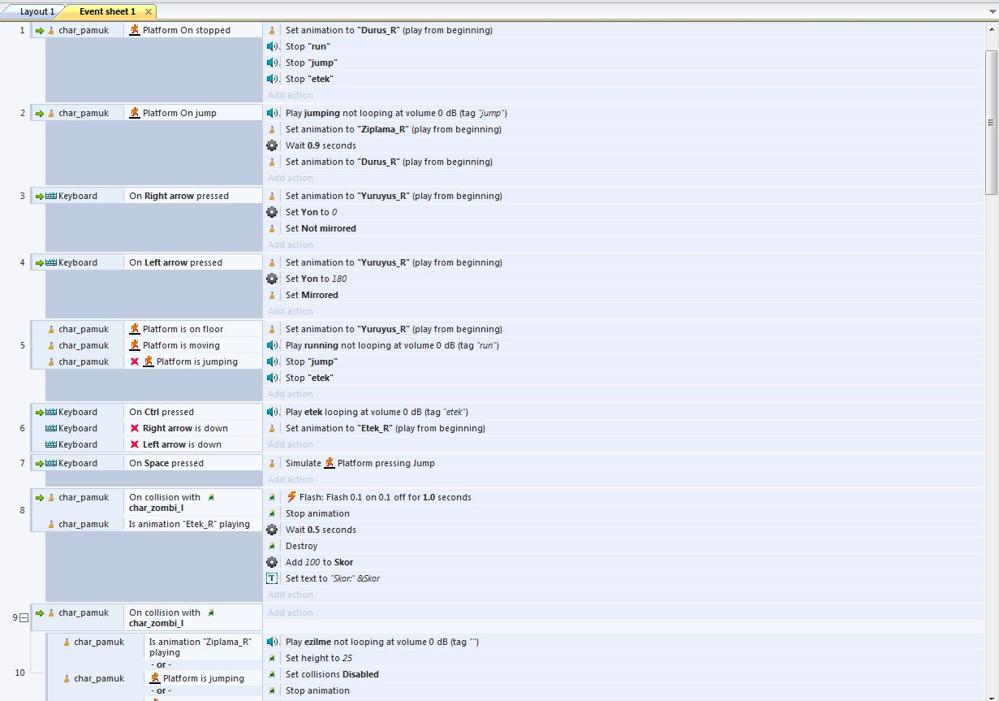 Layout 1
Event sheet 1
1
char_pamuk Platform On stopped
Set animation to "Durus_R" (play from beginning)
Stop "run"
Stop "jump"
Stop "etek"
Add action
2
char_pamuk Platform On jump
Play jumping not looping at volume 0 dB (tag "jump")
Set animation to "Ziplama_R" (play from beginning)
Wait 0.9 seconds
Set animation to "Durus_R" (play from beginning)
Add action
3
Keyboard On Right arrow pressed
Set animation to "Yuruyus_R" (play from beginning)
Set Yon to 0
Set Not mirrored
Add action
4
Keyboard On Left arrow pressed
Set animation to "Yuruyus_R" (play from beginning)
Set Yon to 180
Set Mirrored
Add action
5
char_pamuk Platform is on floor
char_pamuk Platform is moving
char_pamuk Platform is jumping
Set animation to "Yuruyus_R" (play from beginning)
Play running not looping at volume 0 dB (tag "run")
Stop "jump"
Stop "etek"
Add action
6
Keyboard On Ctrl pressed
Keyboard Right arrow is down
Keyboard Left arrow is down
Play etek looping at volume 0 dB (tag "etek")
Set animation to "Etek_R" (play from beginning)
Add action
7
Keyboard On Space pressed
Simulate Platform pressing Jump
Add action
8
char_pamuk On collision with
char_zombi_l
char_pamuk Is animation "Etek_R" playing
Flash: Flash 0.1 on 0.1 off for 1.0 seconds
Stop animation
Wait 0.5 seconds
Destroy
Add 100 to Skor
Set text to "Skor:" &Skor
Add action
9
char_pamuk On collision with
char_zombi_l
Add action
10
char_pamuk Is animation "Ziplama_R"
playing
- or -
char_pamuk Platform is jumping
- or -
Play ezilme not looping at volume 0 dB (tag "")
Set height to 25
Set collisions Disabled
Stop animation